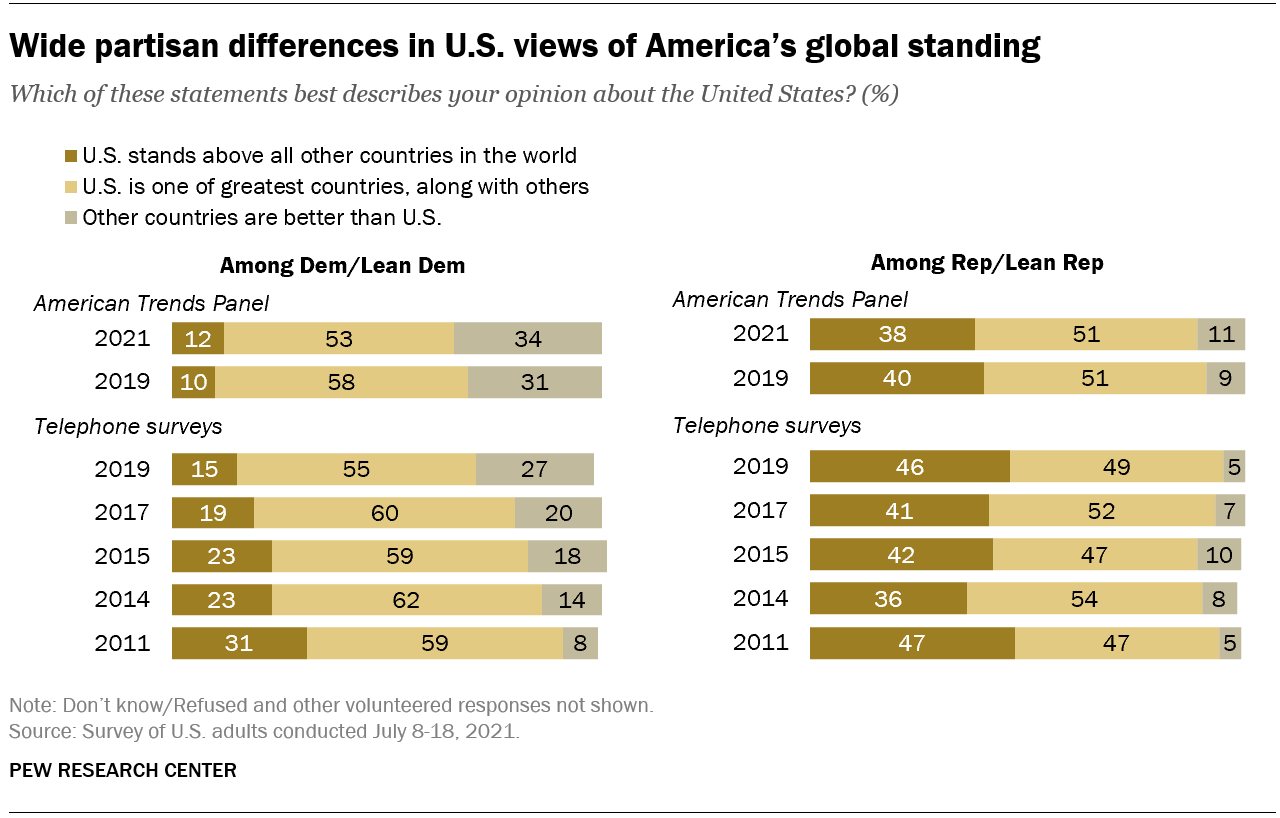 Wide partisan differences in U.S. views of America’s global standing
Which of these statements best describes your opinion about the United States? (%)
U.S. stands above all other countries in the world
U.S. is one of greatest countries, along with others
Other countries are better than U.S.
Among Dem/Lean Dem
American Trends Panel
2021 12 53 34
2019 10 58 31
Telephone surveys
2019 15 55 27
2017 19 60 20
2015 23 59 18
2014 23 62 14
2011 31 59 8
Among Rep/Lean Rep
American Trends Panel
2021 38 51 11
2019 40 51 9
Telephone surveys
2019 46 49 5
2017 41 52 7
2015 42 47 10
2014 36 54 8
2011 47 47 5
Note: Don’t know/Refused and other volunteered responses not shown.
Source: Survey of U.S. adults conducted July 8-18, 2021.
PEW RESEARCH CENTER